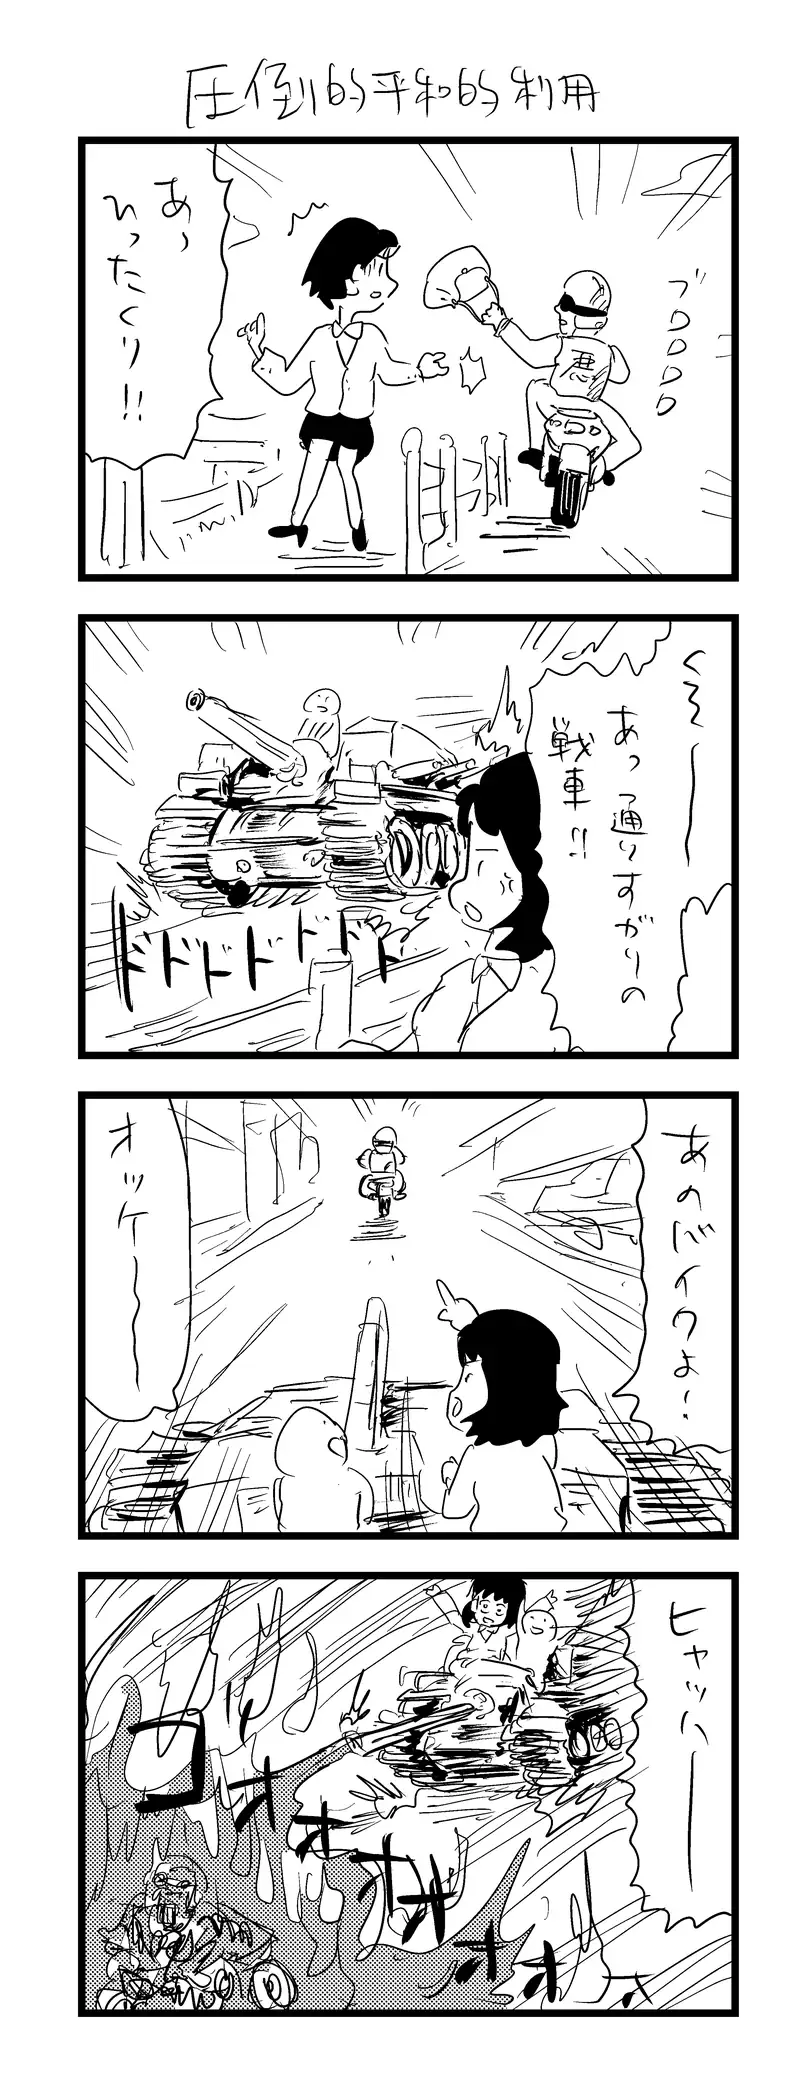 圧倒的平和的利用
ブロロロロ
悪
あ〜
ひったくり!!
くそ〜――
あっ通りすがりの
戦車!!
ドドドドドド
あのバイクよ!
オッケー――
ヒャッハ――
ゴオオオオオオ